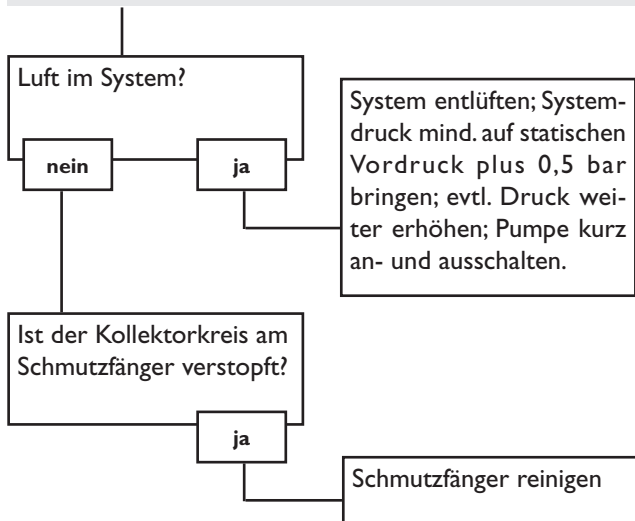 Luft im System?
nein
ja
System entlüften; System-
druck mind. auf statischen
Vordruck plus 0,5 bar
bringen; evtl. Druck wei-
ter erhöhen; Pumpe kurz
an- und ausschalten.
Ist der Kollektorkreis am
Schmutzfänger verstopft?
ja
Schmutzfänger reinigen